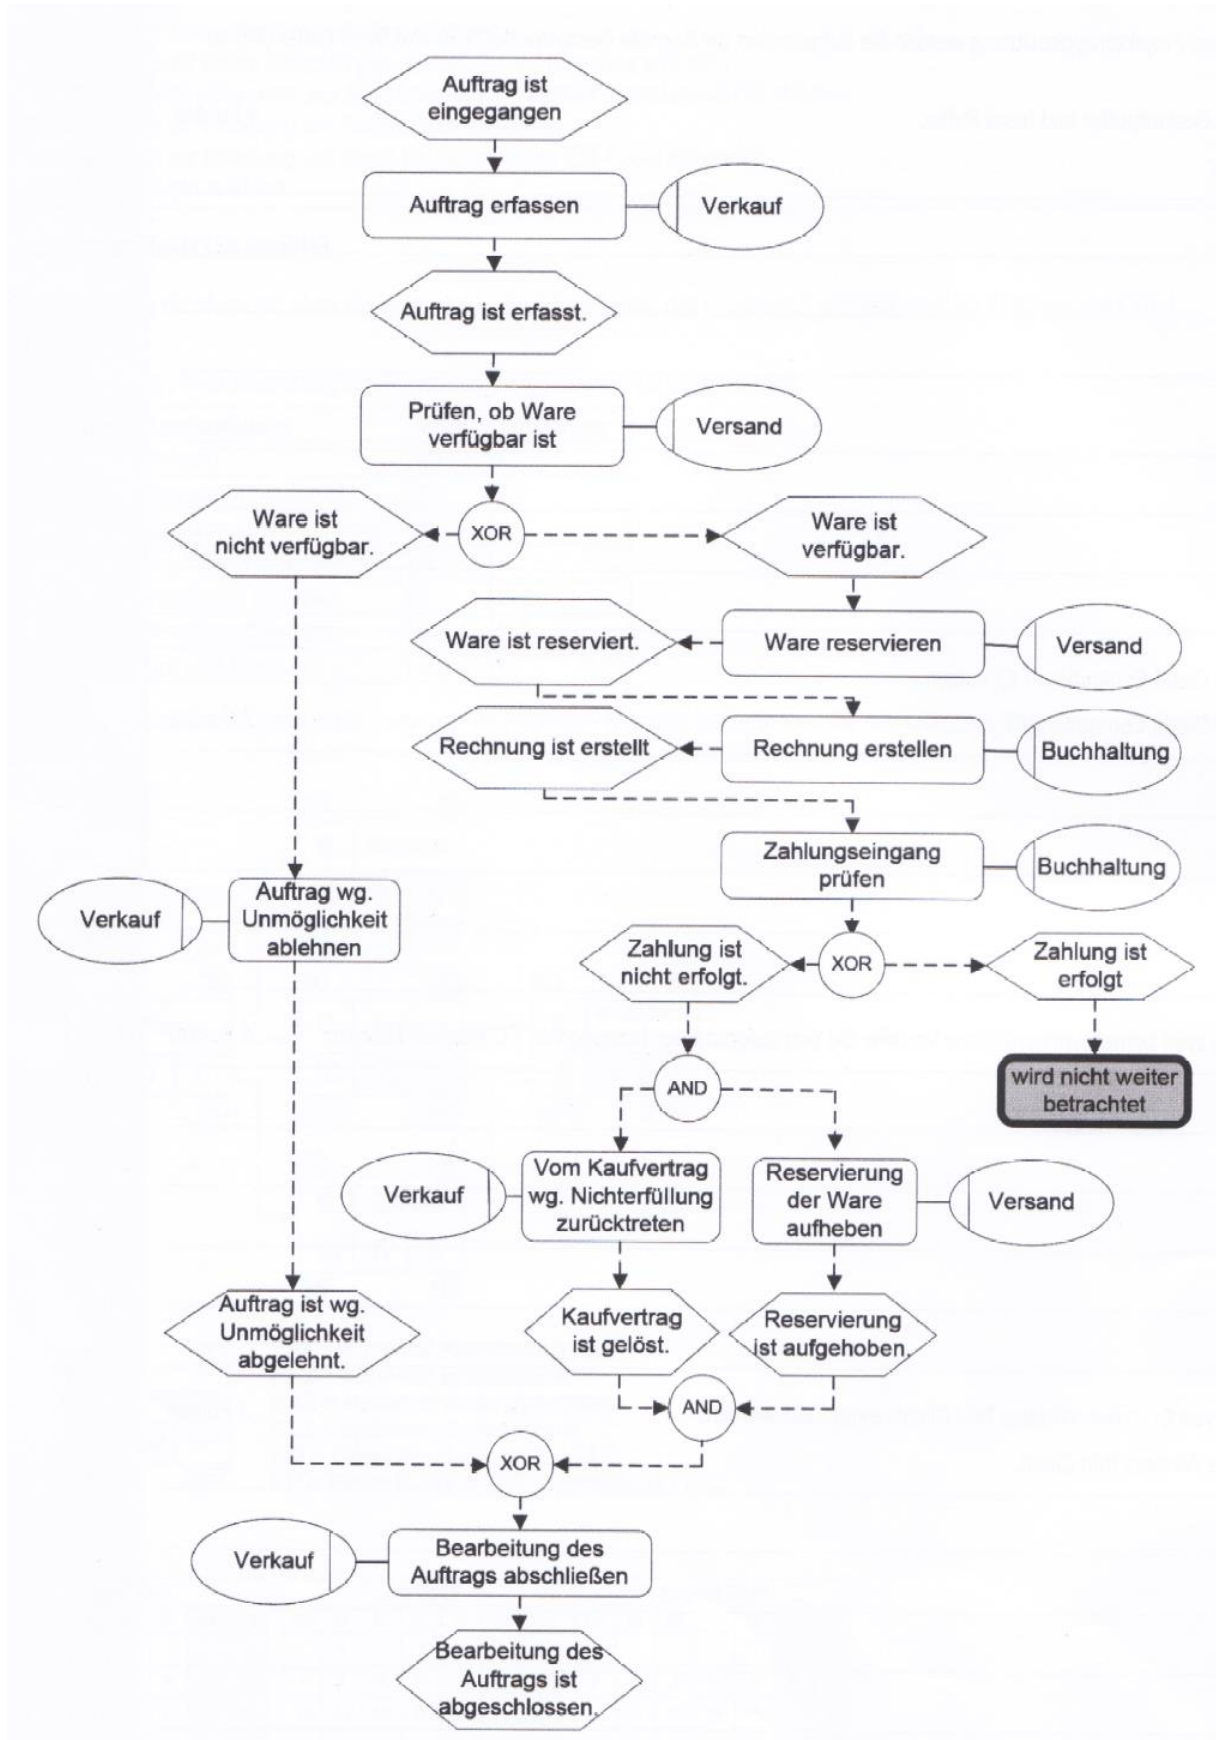 Auftrag ist
eingegangen
Auftrag erfassen
Verkauf
Auftrag ist erfasst.
Prüfen, ob Ware
verfügbar ist
Versand
Ware ist
nicht verfügbar.
XOR
Ware ist
verfügbar.
Ware ist reserviert.
Ware reservieren
Versand
Rechnung ist erstellt
Rechnung erstellen
Buchhaltung
Zahlungseingang
prüfen
Buchhaltung
Verkauf
Auftrag wg.
Unmöglichkeit
ablehnen
Zahlung ist
nicht erfolgt.
XOR
Zahlung ist
erfolgt
AND
wird nicht weiter
betrachtet
Verkauf
Vom Kaufvertrag
wg. Nichterfüllung
zurücktreten
Reservierung
der Ware
aufheben
Versand
Auftrag ist wg.
Unmöglichkeit
abgelehnt.
Kaufvertrag
ist gelöst.
Reservierung
ist aufgehoben.
AND
XOR
Verkauf
Bearbeitung des
Auftrags abschließen
Bearbeitung des
Auftrags ist
abgeschlossen.